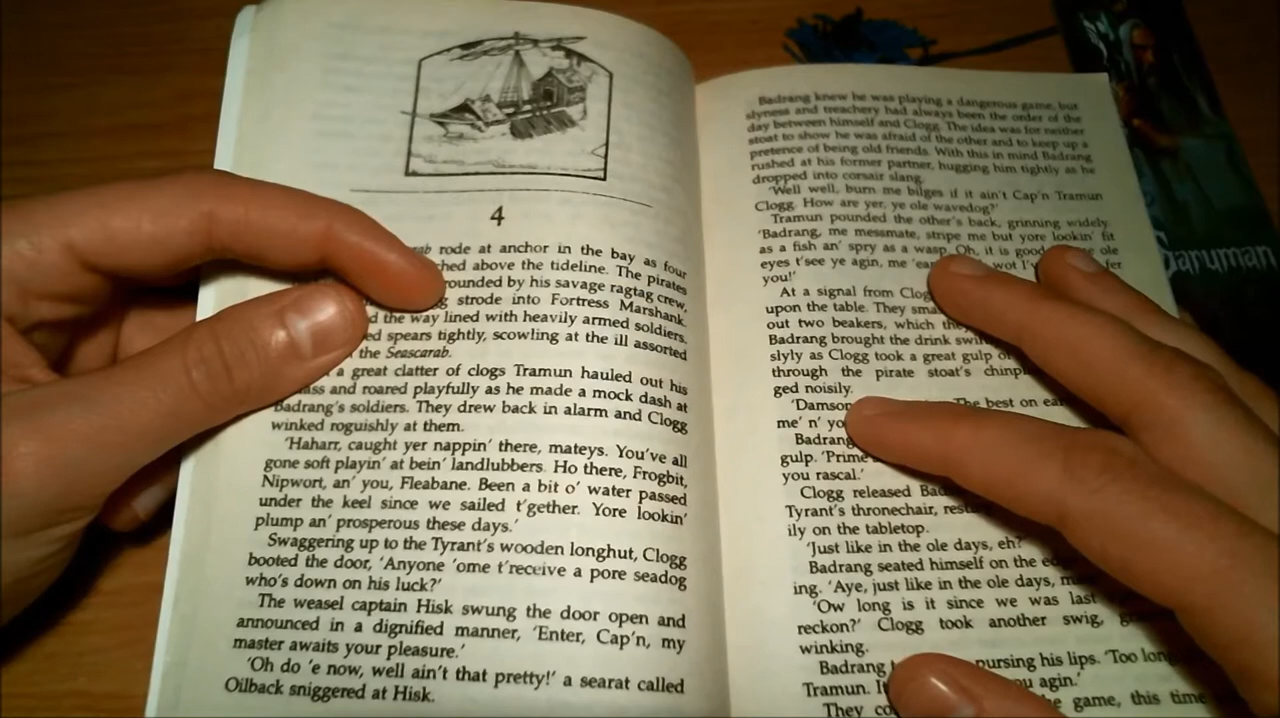 4
rode at anchor in the bay as four
above the tideline. The pirates
by his savage ragtag crew,
strode into Fortress Marshank.
the way lined with heavily armed soldiers.
spears tightly, scowling at the ill assorted
the Seascarab.
a great clatter of clogs Tramun hauled out his
and roared playfully as he made a mock dash at
Badrang's soldiers. They drew back in alarm and Clogg
winked roguishly at them.
'Haharr, caught yer nappin' there, mateys. You've all
gone soft playin' at bein' landlubbers. Ho there, Frogbit,
Nipwort, an' you, Fleabane. Been a bit o' water passed
under the keel since we sailed t'gether. Yore lookin'
plump an' prosperous these days.'
Swaggering up to the Tyrant's wooden longhut, Clogg
booted the door, 'Anyone 'ome t'receive a pore seadog
who's down on his luck?'
The weasel captain Hisk swung the door open and
announced in a dignified manner, 'Enter, Cap'n, my
master awaits your pleasure.'
'Oh do 'e now, well ain't that pretty!' a searat called
Oilback sniggered at Hisk.
Badrang knew he was playing a dangerous game, but
slyness and treachery had always been the order of the
day between himself and Clogg. The idea was for neither
stoat to show he was afraid of the other and to keep up a
pretence of being old friends. With this in mind Badrang
rushed at his former partner, hugging him tightly as he
dropped into corsair slang.
'Well well, burn me bilges if it ain't Cap'n Tramun
Clogg. How are yer, ye ole wavedog?'
Tramun pounded the other's back, grinning widely.
'Badrang, me messmate, stripe me but yore lookin' fit
as a fish an' spry as a wasp. Oh, it is good ole
eyes t'see ye agin, me wot
you!'
At a signal from
upon the table. They
out two beakers, which
Badrang brought the drink
slyly as Clogg took a great gulp
through the pirate stoat's
ged noisily.
'Damson The best on
me' n'
Badrang
gulp. 'Prime
you rascal.'
Clogg released
Tyrant's thronechair,
ily on the tabletop.
'Just like in the ole days, eh?'
Badrang seated himself on the
ing. 'Aye, just like in the ole days,
'Ow long is it since we was last
reckon?' Clogg took another swig,
winking.
Badrang pursing his lips. 'Too long,
Tramun. agin.'
They game, this time
Saruman